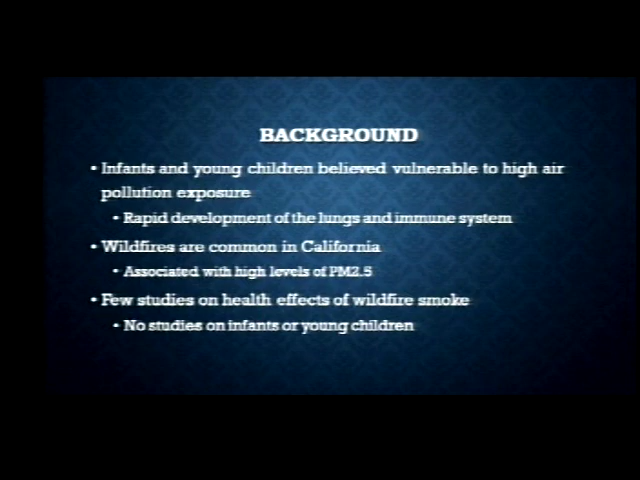 BACKGROUND
• Infants and young children believed vulnerable to high air
pollution exposure
• Rapid development of the lungs and immune system
• Wildfires are common in California
• Associated with high levels of PM2.5
• Few studies on health effects of wildfire smoke
• No studies on infants or young children